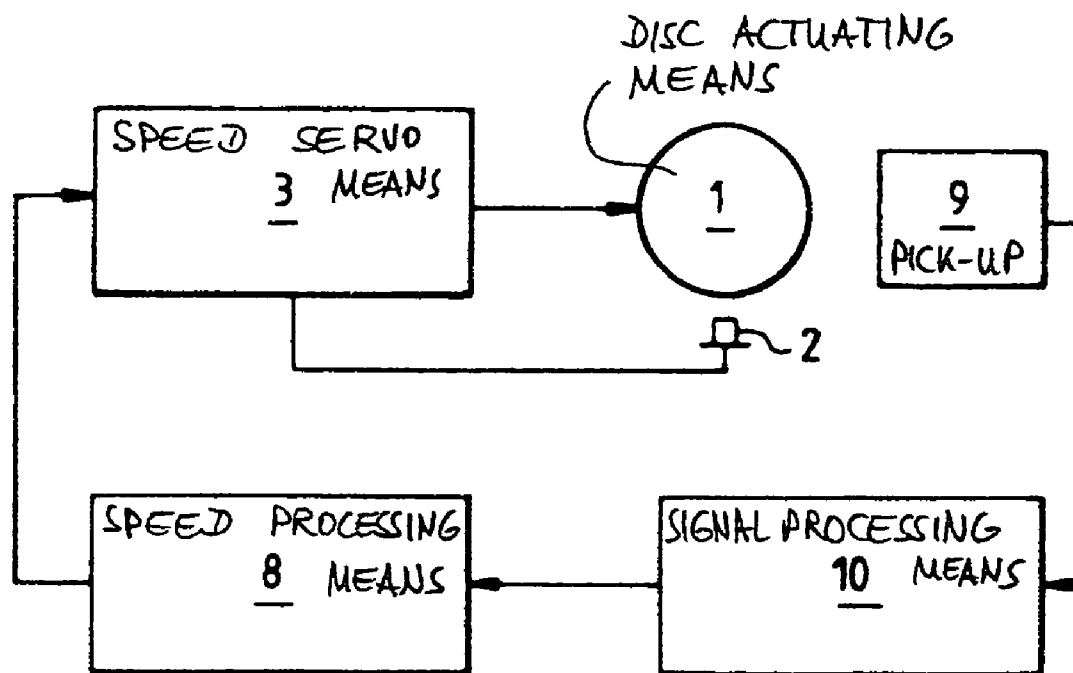 DISC ACTUATING
MEANS
SPEED SERVO
3 MEANS
1
9
PICK-UP
2
SPEED PROCESSING
8 MEANS
SIGNAL PROCESSING
10 MEANS